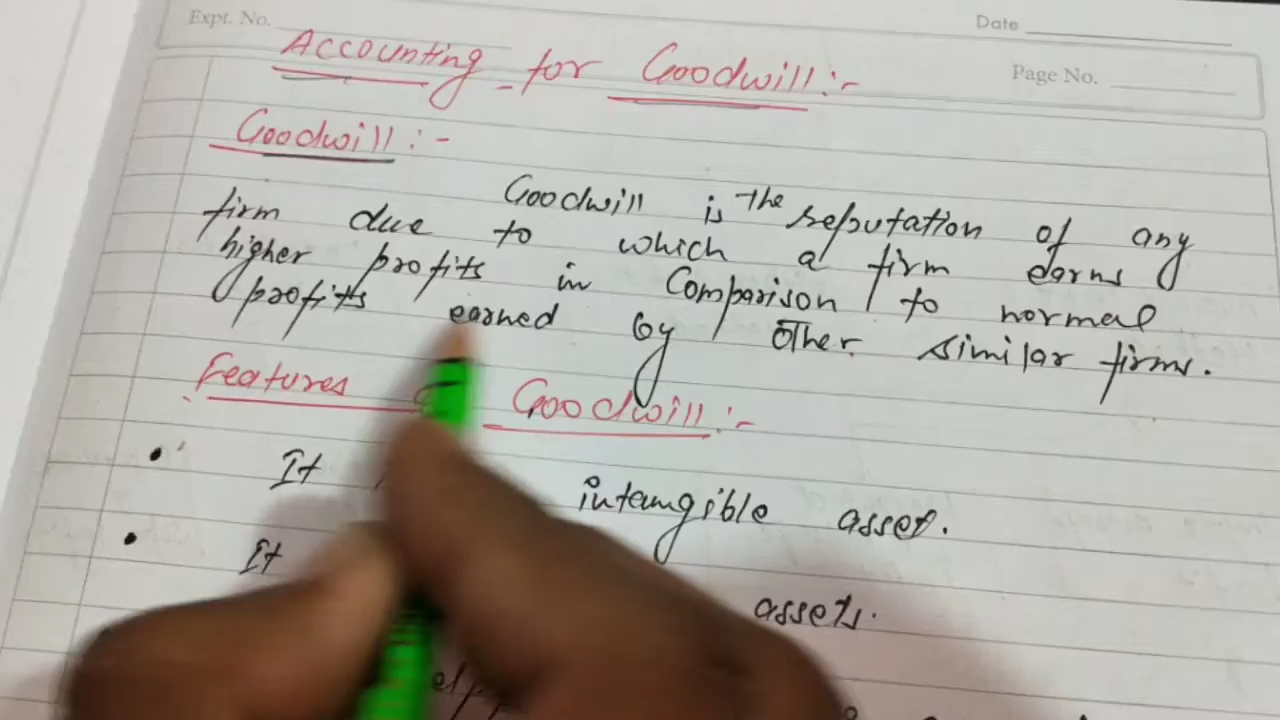 Expt. No.
Date
Page No.
Accounting for Goodwill:-
Goodwill:-
Goodwill is the reputation of any
firm due to which a firm earns
higher profits in Comparison to normal
profits earned by other similar firms.
Features Goodwill:-
• It intangible asset.
• It assets.